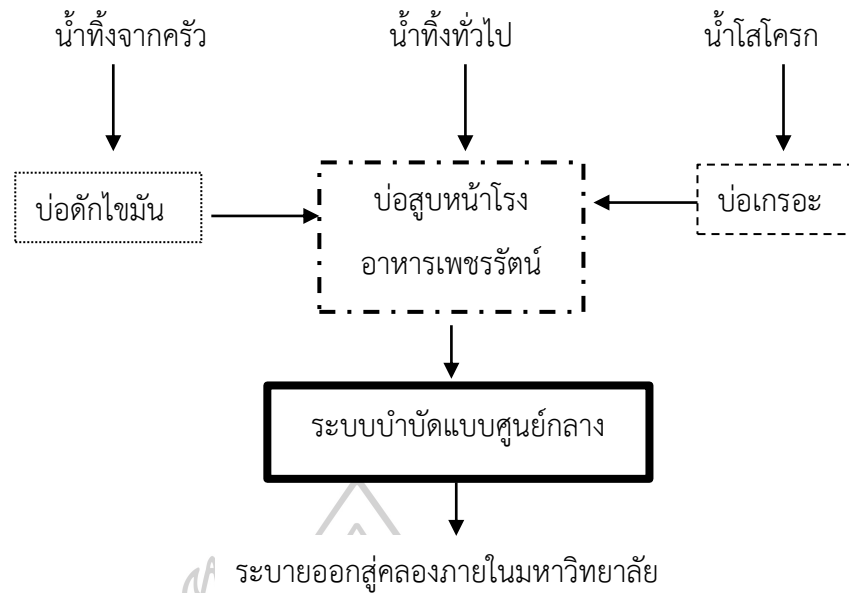 น้ำทิ้งจากครัว
น้ำทิ้งทั่วไป
น้ำโสโครก
บ่อดักไขมัน
บ่อสูบหน้าโรง
อาหารเพชรรัตน์
บ่อเกรอะ
ระบบบำบัดแบบศูนย์กลาง
ระบายออกสู่คลองภายในมหาวิทยาลัย